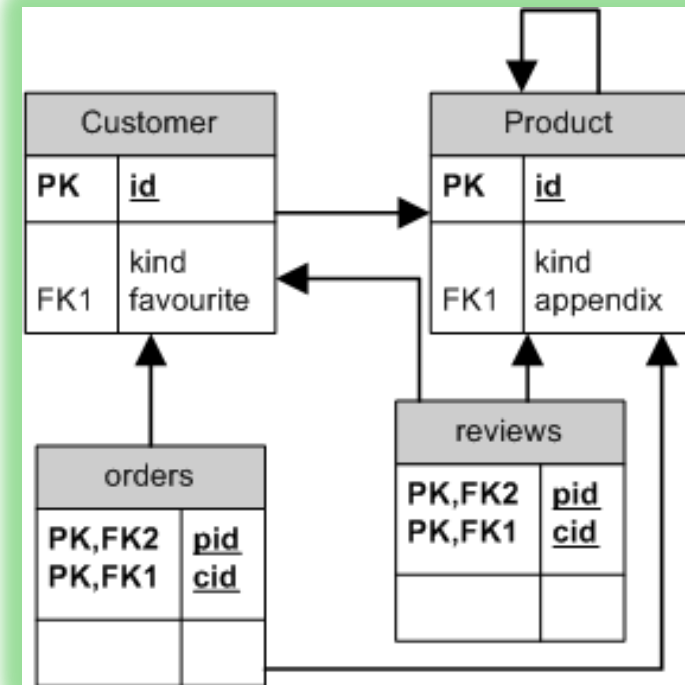 Customer
PK id
kind
FK1 favourite
Product
PK id
kind
FK1 appendix
orders
PK,FK2 pid
PK,FK1 cid
reviews
PK,FK2 pid
PK,FK1 cid